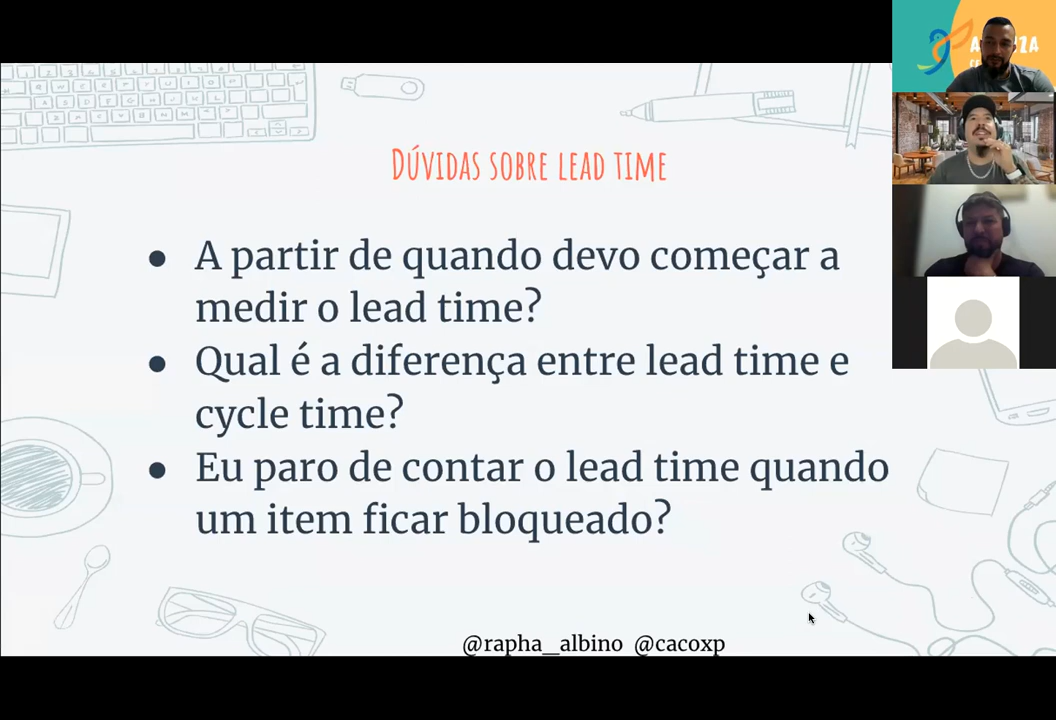 Dúvidas sobre lead time
● A partir de quando devo começar a
medir o lead time?
● Qual é a diferença entre lead time e
cycle time?
● Eu paro de contar o lead time quando
um item ficar bloqueado?
@rapha_albino @cacoxp